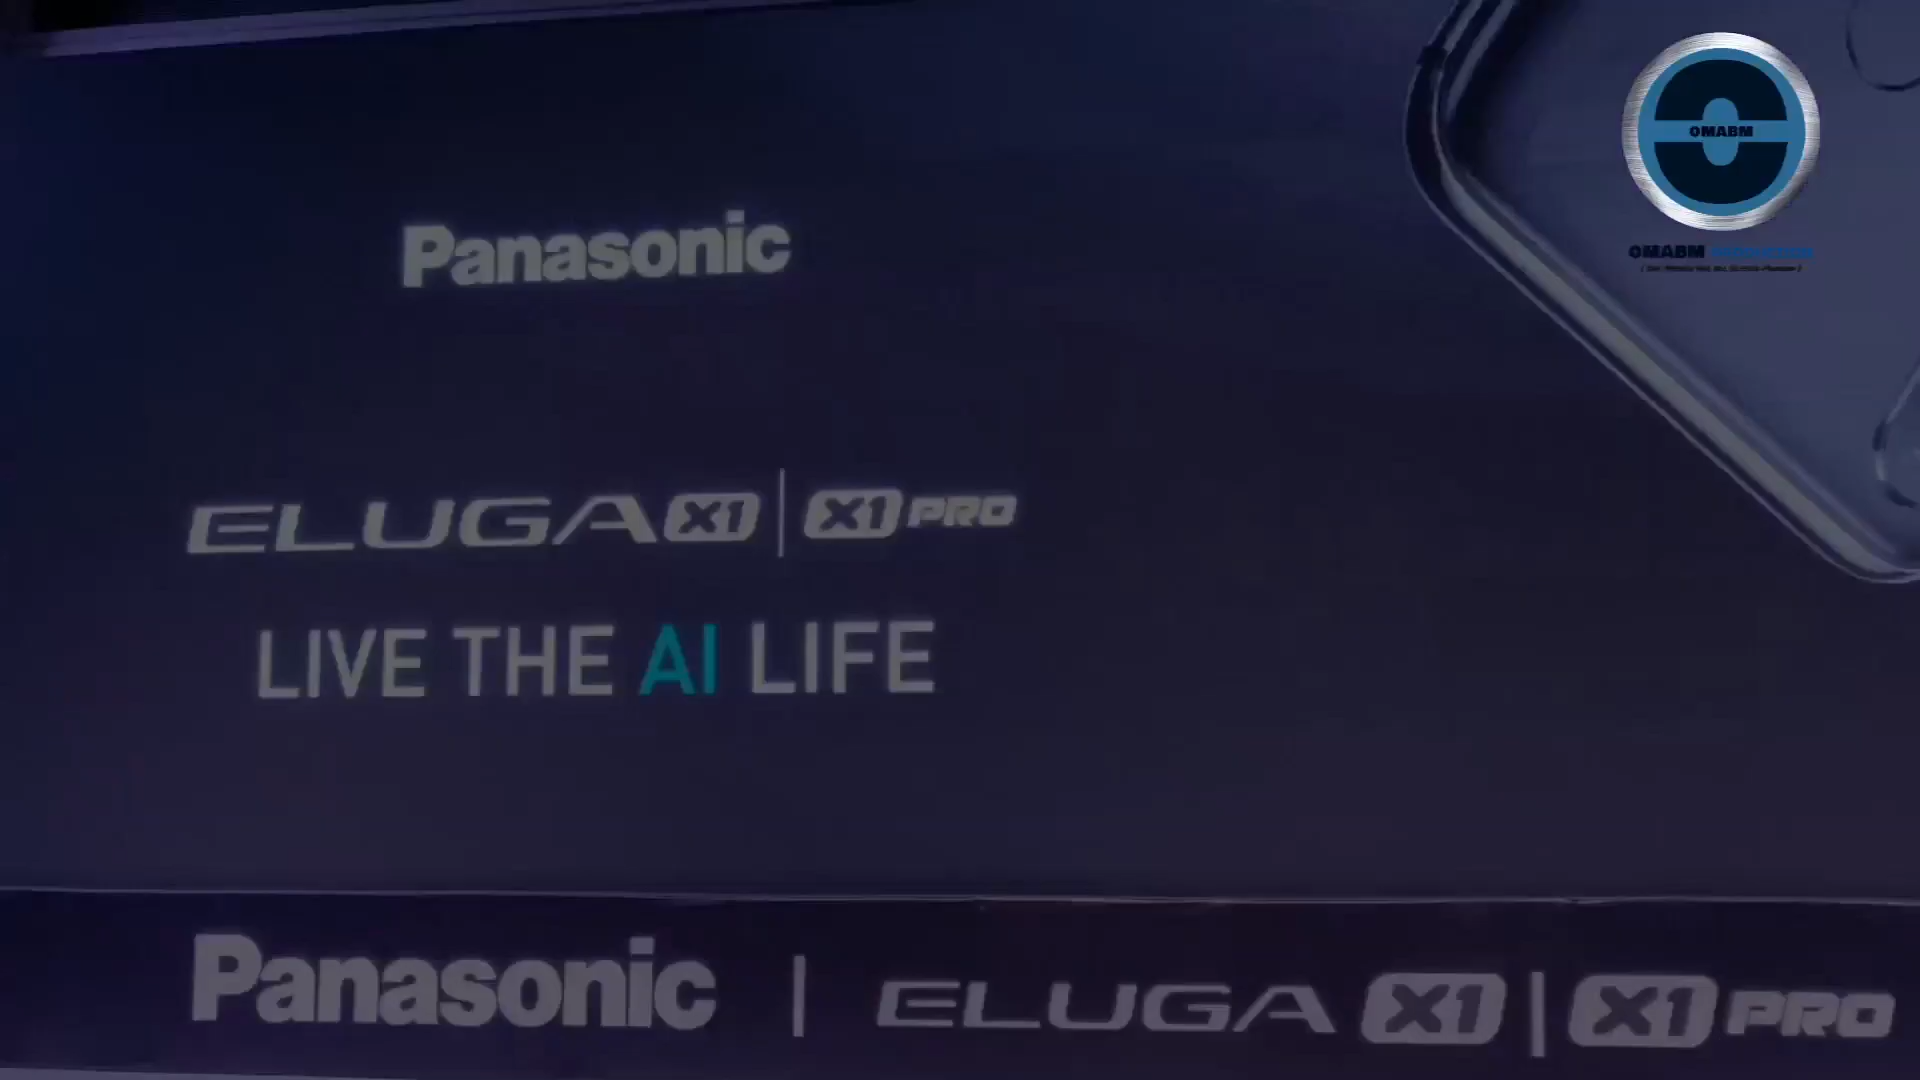 Panasonic
ELUGA X1 | X1 PRO
LIVE THE AI LIFE
Panasonic | ELUGA X1 | X1 PRO
OMABM
OMABM